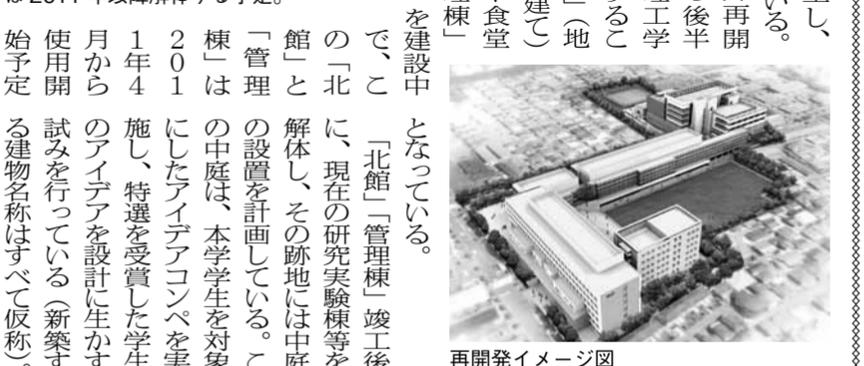 し、
いる。
再開
後半
理工学
するこ
」（地
建て）
食堂
理棟」
を建設中
で、こ
の「北
館」と
「管理
棟」は
201
1年4
月から
使用開
始予定
となっている。
「北館」「管理棟」竣工後
に、現在の研究実験棟等を
解体し、その跡地には中庭
の設置を計画している。こ
の中庭は、本学学生を対象
にしたアイデアコンペを実
施し、特選を受賞した学生
のアイデアを設計に生かす
試みを行っている（新築す
る建物名称はすべて仮称）。
再開発イメージ図